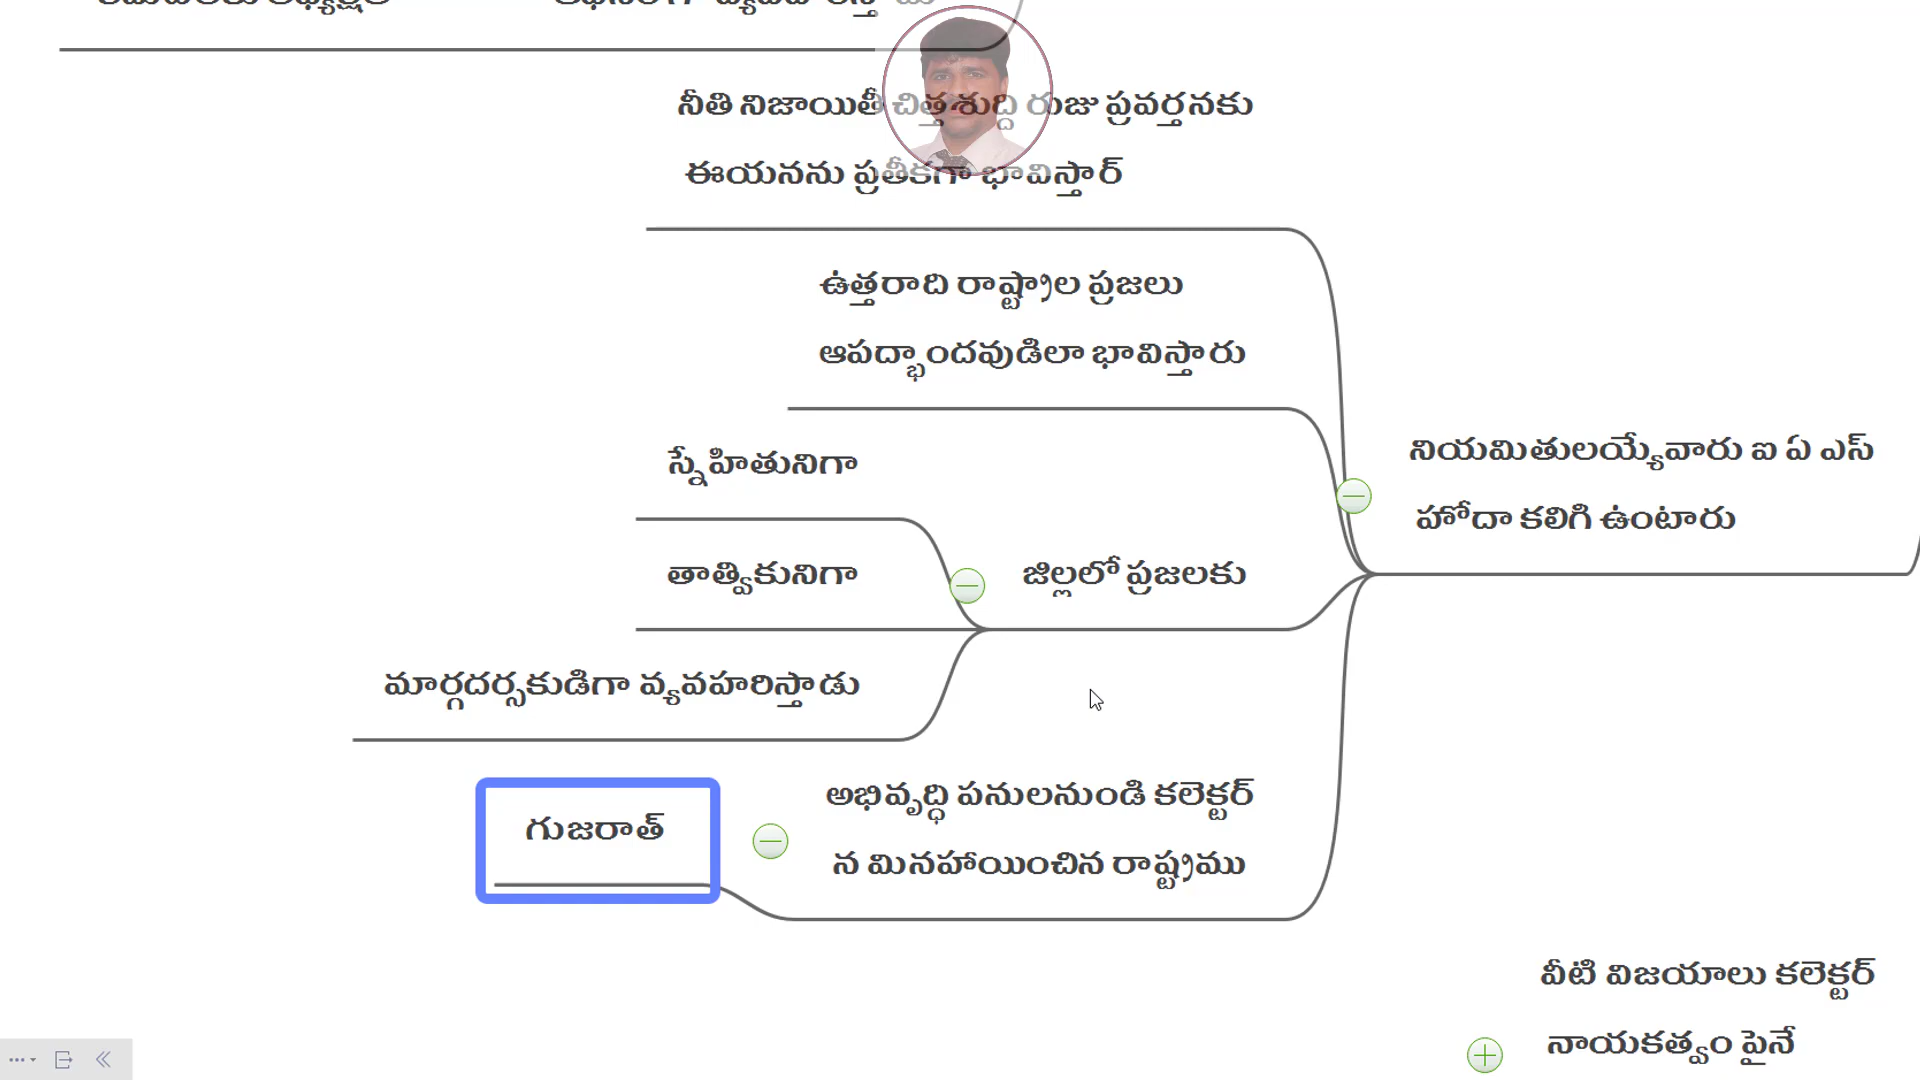 నీతి నిజాయితీ చిత్తశుద్ది రుజు ప్రవర్తనకు
ఈయనను ప్రతీకగా భావిస్తార్
ఉత్తరాది రాష్ట్రాల ప్రజలు
ఆపద్భాందవుడిలా భావిస్తారు
స్నేహితునిగా
తాత్వికునిగా
మార్గదర్సకుడిగా వ్యవహరిస్తాడు
జిల్లలో ప్రజలకు
నియమితులయ్యేవారు ఐ ఏ ఎస్
హోదా కలిగి ఉంటారు
గుజరాత్
అభివృద్ధి పనులనుండి కలెక్టర్
న మినహాయించిన రాష్ట్రము
వీటి విజయాలు కలెక్టర్
నాయకత్వం పైనే